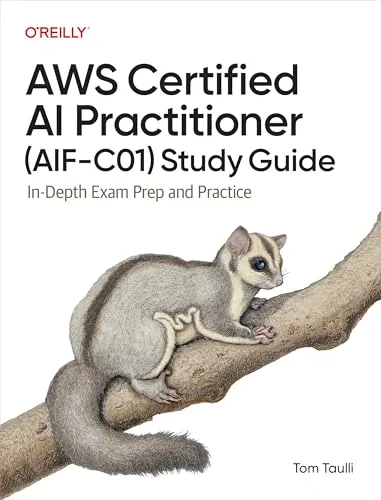 O'REILLY®
AWS Certified
AI Practitioner
(AIF-C01) Study Guide
In-Depth Exam Prep and Practice
Tom Taulli